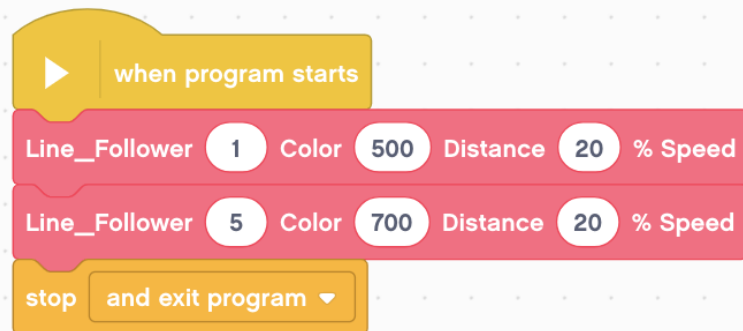 when program starts
Line_Follower 1 Color 500 Distance 20 % Speed
Line_Follower 5 Color 700 Distance 20 % Speed
stop and exit program